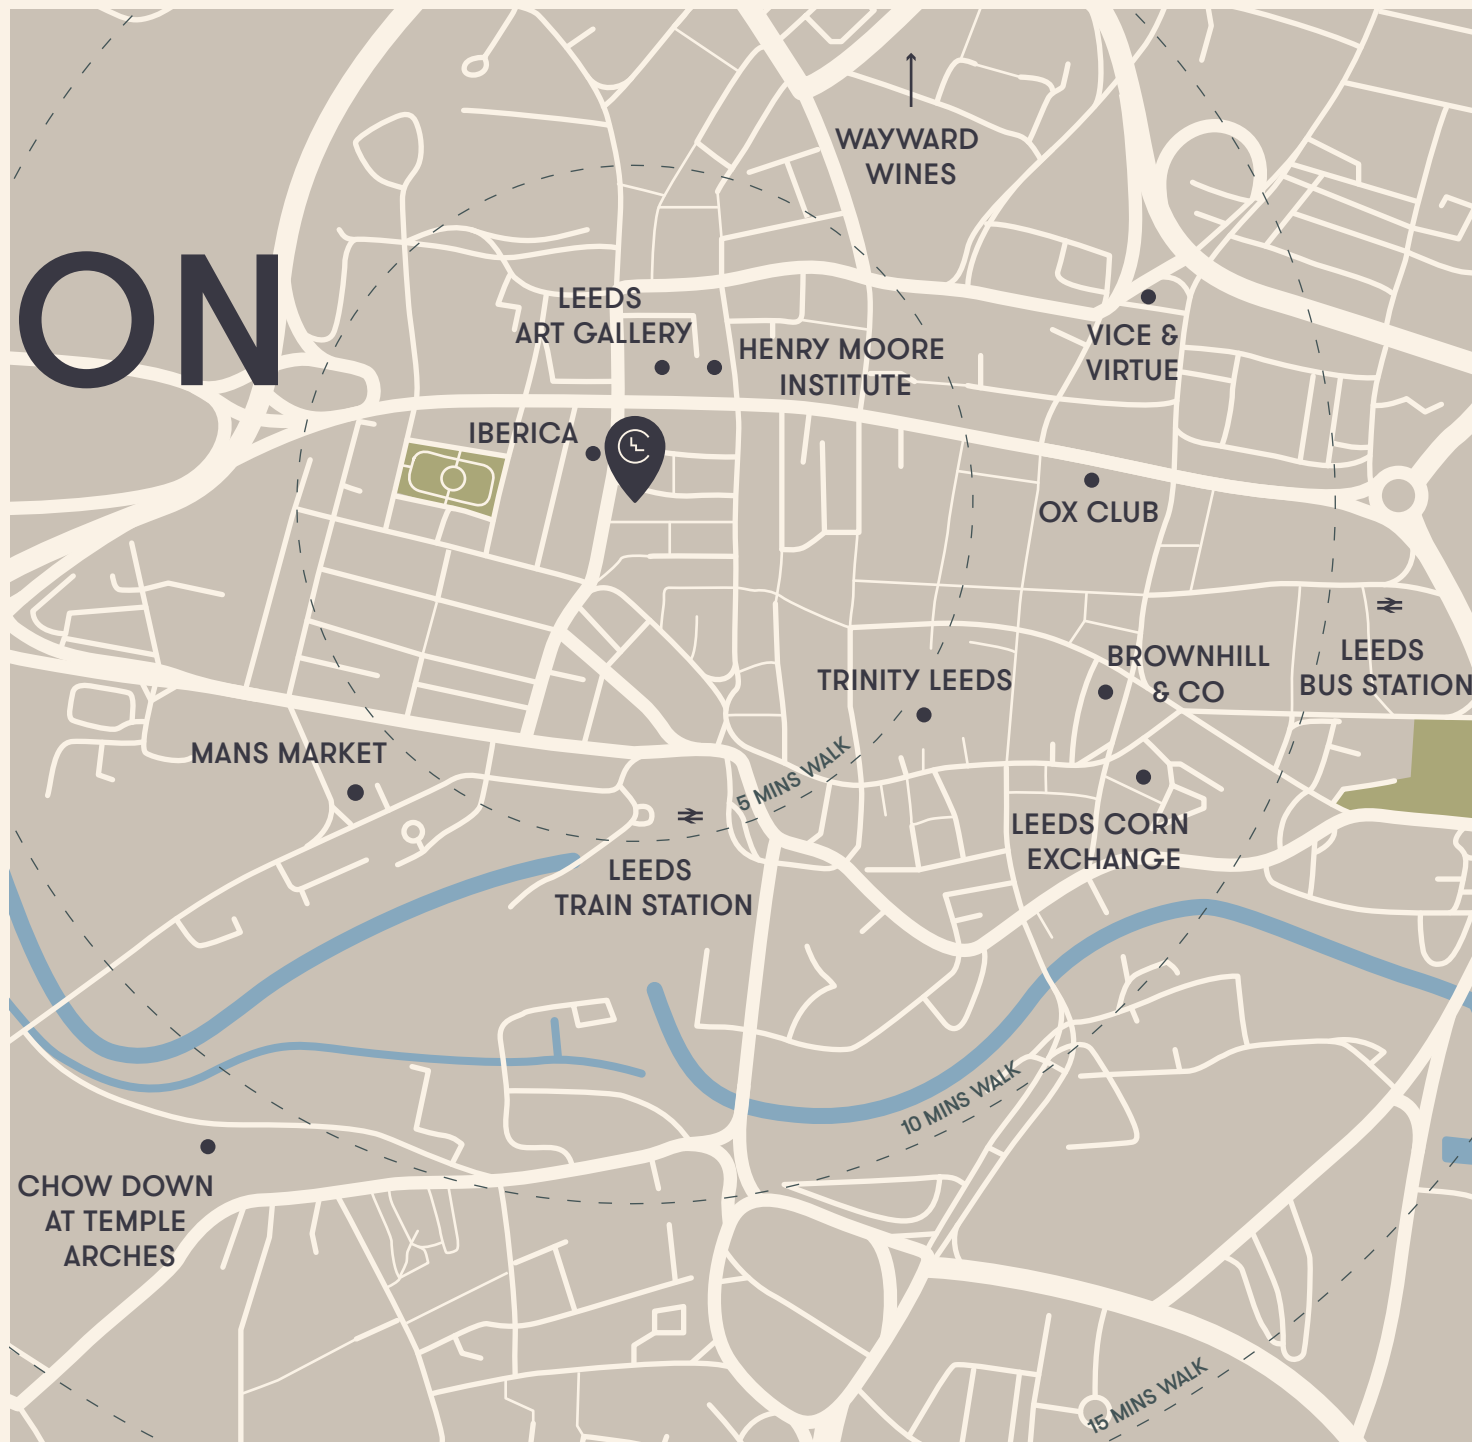 WAYWARD
WINES
ON
LEEDS
ART GALLERY
HENRY MOORE
INSTITUTE
VICE &
VIRTUE
IBERICA
OX CLUB
BROWNHILL
& CO
LEEDS
BUS STATION
TRINITY LEEDS
MANS MARKET
5 MINS WALK
LEEDS CORN
EXCHANGE
LEEDS
TRAIN STATION
10 MINS WALK
CHOW DOWN
AT TEMPLE
ARCHES
15 MINS WALK